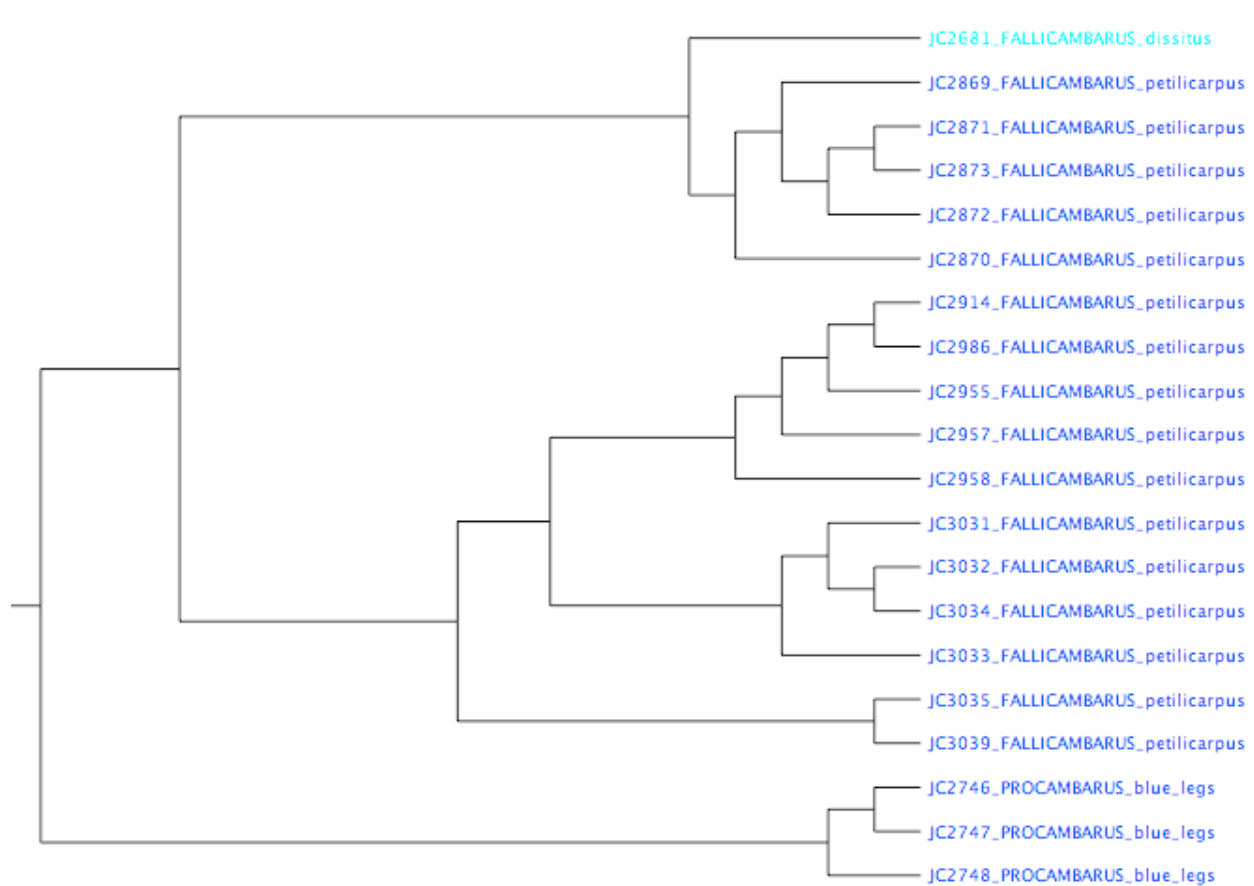 JC2681_FALLICAMBARUS_dissitus
JC2869_FALLICAMBARUS_petilicarpus
JC2871_FALLICAMBARUS_petilicarpus
JC2873_FALLICAMBARUS_petilicarpus
JC2872_FALLICAMBARUS_petilicarpus
JC2870_FALLICAMBARUS_petilicarpus
JC2914_FALLICAMBARUS_petilicarpus
JC2986_FALLICAMBARUS_petilicarpus
JC2955_FALLICAMBARUS_petilicarpus
JC2957_FALLICAMBARUS_petilicarpus
JC2958_FALLICAMBARUS_petilicarpus
JC3031_FALLICAMBARUS_petilicarpus
JC3032_FALLICAMBARUS_petilicarpus
JC3034_FALLICAMBARUS_petilicarpus
JC3033_FALLICAMBARUS_petilicarpus
JC3035_FALLICAMBARUS_petilicarpus
JC3039_FALLICAMBARUS_petilicarpus
JC2746_PROCAMBARUS_blue_legs
JC2747_PROCAMBARUS_blue_legs
JC2748_PROCAMBARUS_blue_legs